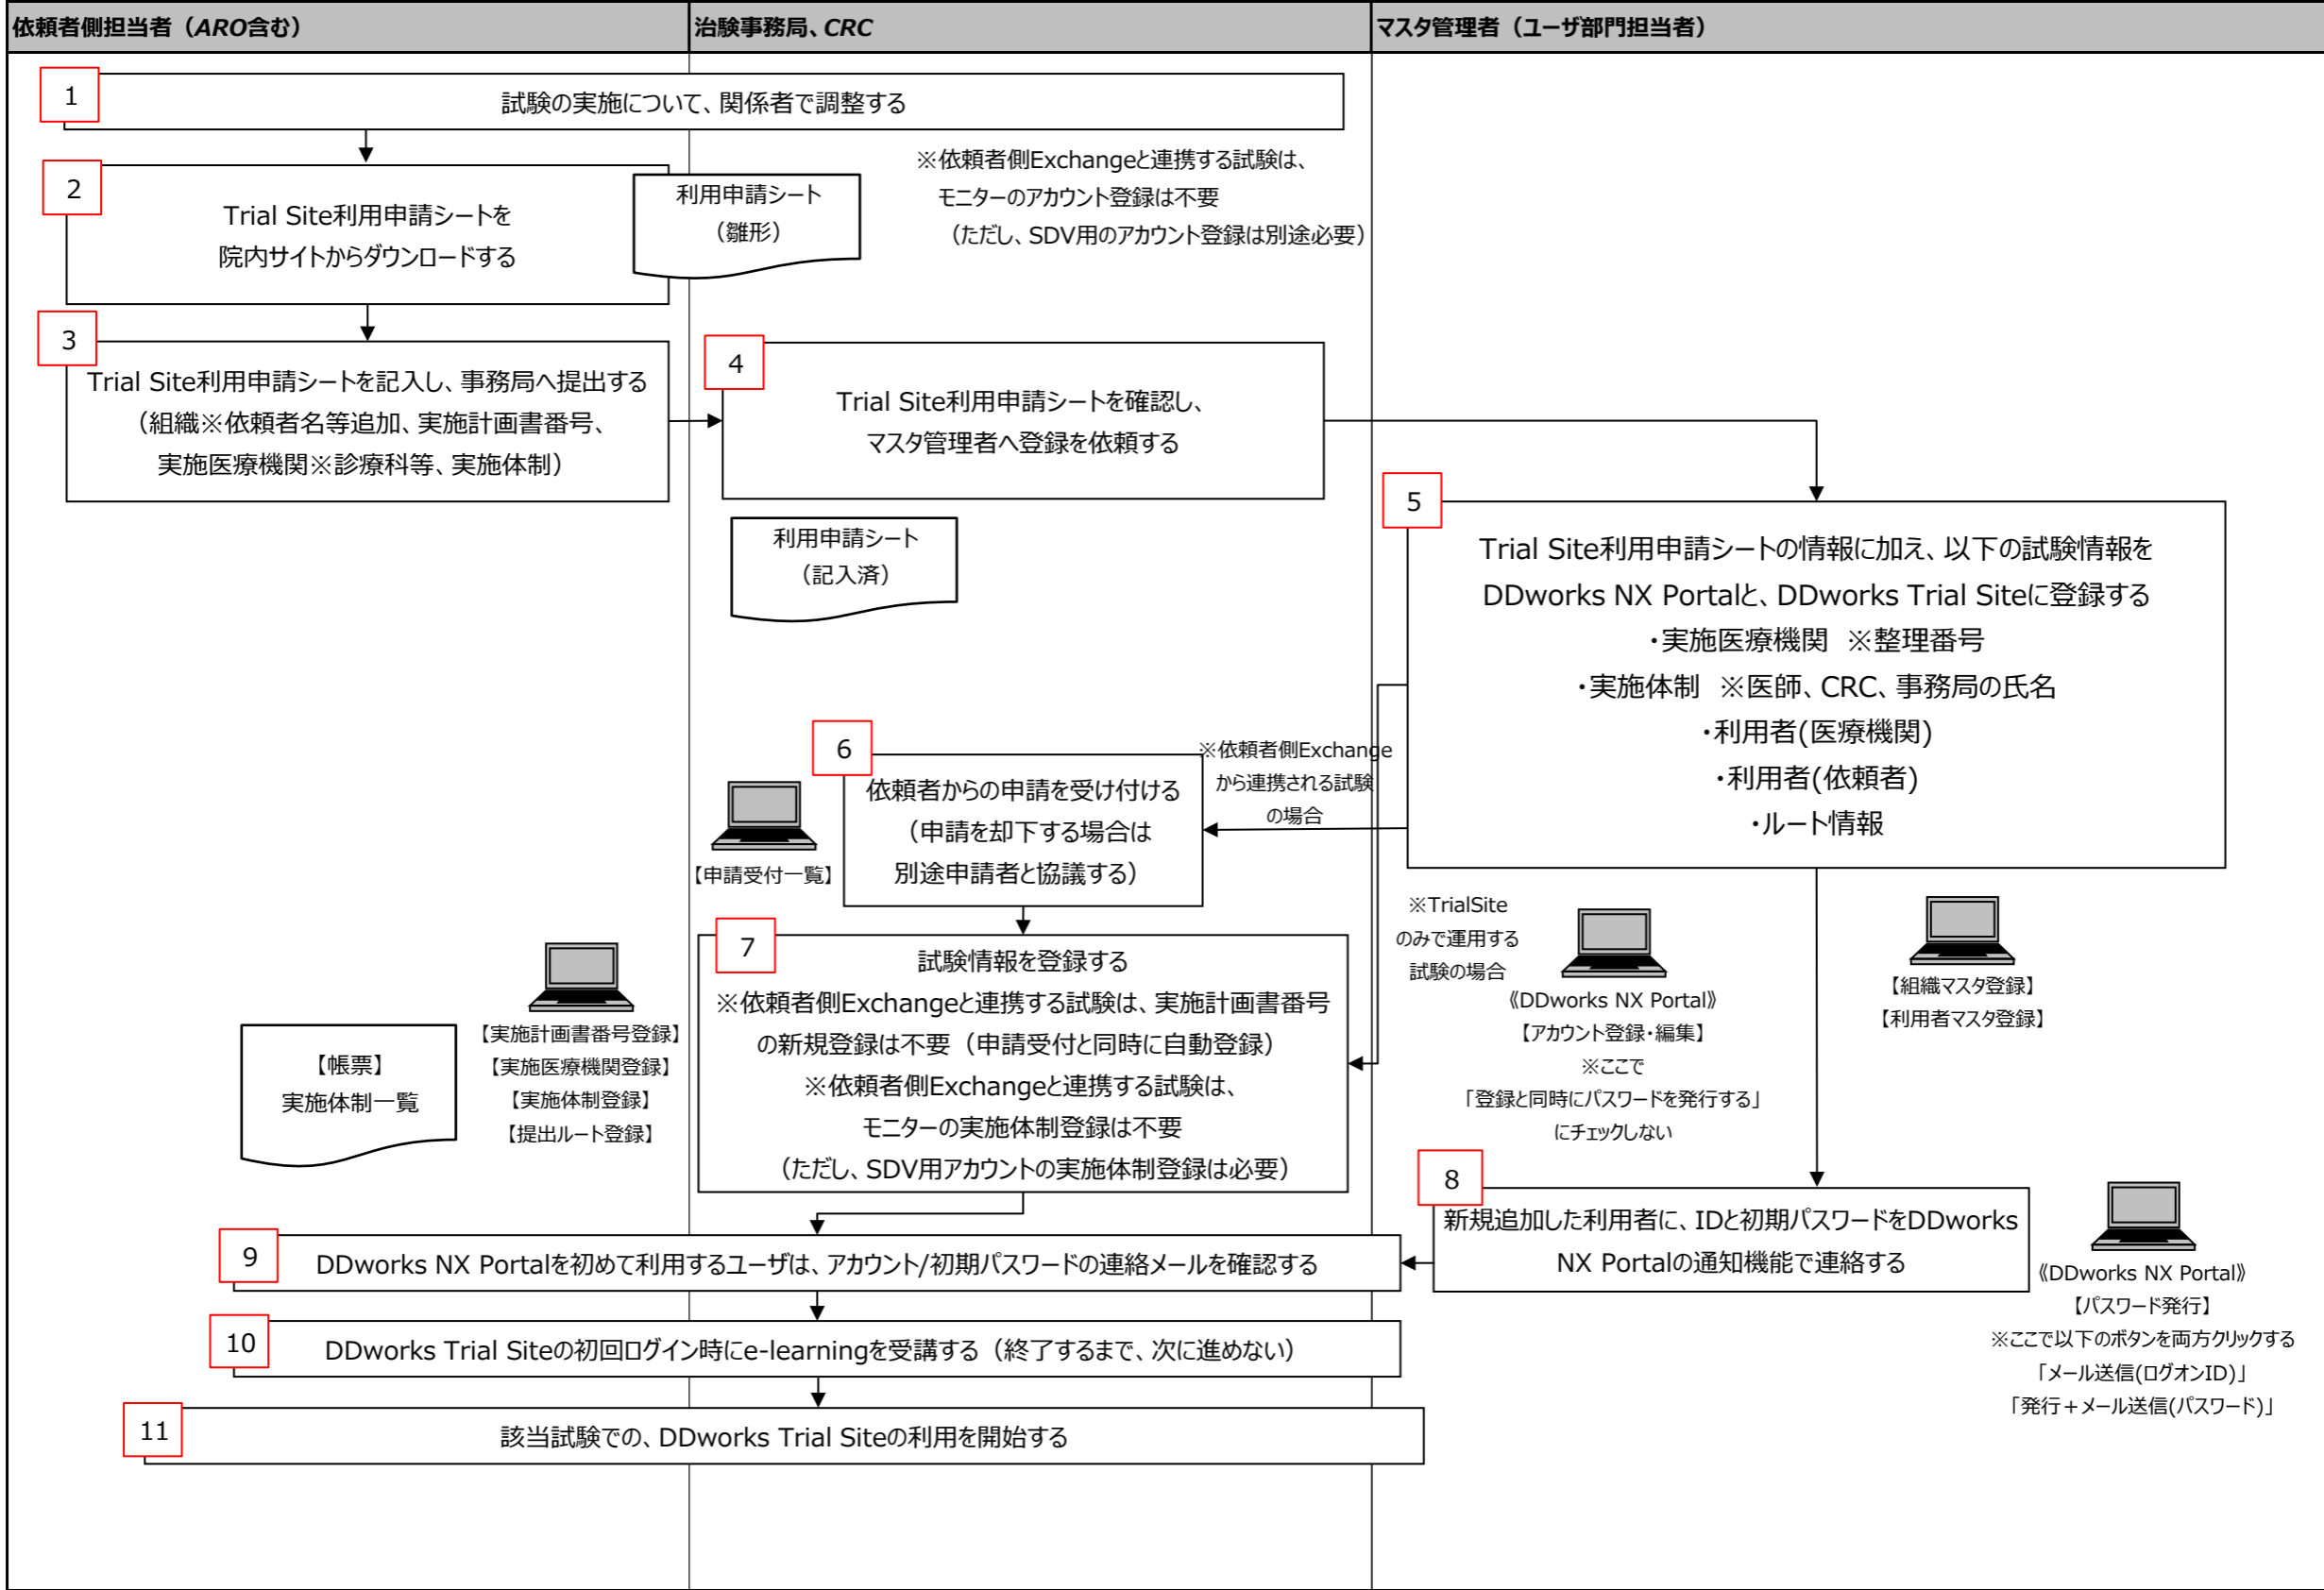 依頼者側担当者（ARO含む）
治験事務局、CRC
マスタ管理者（ユーザ部門担当者）
1
試験の実施について、関係者で調整する
2
Trial Site利用申請シートを
院内サイトからダウンロードする
利用申請シート
（雛形）
※依頼者側Exchangeと連携する試験は、
モニターのアカウント登録は不要
（ただし、SDV用のアカウント登録は別途必要）
3
Trial Site利用申請シートを記入し、事務局へ提出する
（組織※依頼者名等追加、実施計画書番号、
実施医療機関※診療科等、実施体制）
4
Trial Site利用申請シートを確認し、
マスタ管理者へ登録を依頼する
利用申請シート
（記入済）
5
Trial Site利用申請シートの情報に加え、以下の試験情報を
DDworks NX Portalと、DDworks Trial Siteに登録する
・実施医療機関　※整理番号
・実施体制　※医師、CRC、事務局の氏名
・利用者(医療機関)
・利用者(依頼者)
・ルート情報
6
依頼者からの申請を受け付ける
（申請を却下する場合は
別途申請者と協議する）
※依頼者側Exchange
から連携される試験
の場合
【申請受付一覧】
7
試験情報を登録する
※依頼者側Exchangeと連携する試験は、実施計画書番号
の新規登録は不要（申請受付と同時に自動登録）
※依頼者側Exchangeと連携する試験は、
モニターの実施体制登録は不要
（ただし、SDV用アカウントの実施体制登録は必要）
【帳票】
実施体制一覧
【実施計画書番号登録】
【実施医療機関登録】
【実施体制登録】
【提出ルート登録】
※TrialSite
のみで運用する
試験の場合
《DDworks NX Portal》
【アカウント登録・編集】
※ここで
「登録と同時にパスワードを発行する」
にチェックしない
【組織マスタ登録】
【利用者マスタ登録】
8
新規追加した利用者に、IDと初期パスワードをDDworks
NX Portalの通知機能で連絡する
《DDworks NX Portal》
【パスワード発行】
※ここで以下のボタンを両方クリックする
「メール送信(ログオンID)」
「発行＋メール送信(パスワード)」
9
DDworks NX Portalを初めて利用するユーザは、アカウント/初期パスワードの連絡メールを確認する
10
DDworks Trial Siteの初回ログイン時にe-learningを受講する（終了するまで、次に進めない）
11
該当試験での、DDworks Trial Siteの利用を開始する